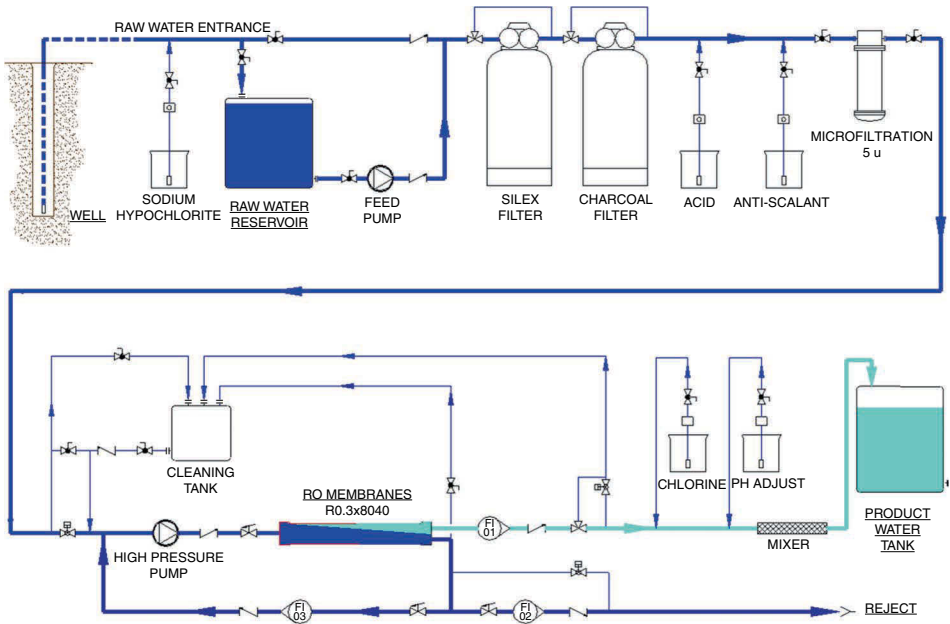 RAW WATER ENTRANCE
WELL
SODIUM
HYPOCHLORITE
RAW WATER
RESERVOIR
FEED
PUMP
SILEX
FILTER
CHARCOAL
FILTER
ACID
ANTI-SCALANT
MICROFILTRATION
5 u
CLEANING
TANK
RO MEMBRANES
R0.3x8040
HIGH PRESSURE
PUMP
FI
01
CHLORINE
PH ADJUST
MIXER
PRODUCT
WATER
TANK
FI
03
FI
02
REJECT